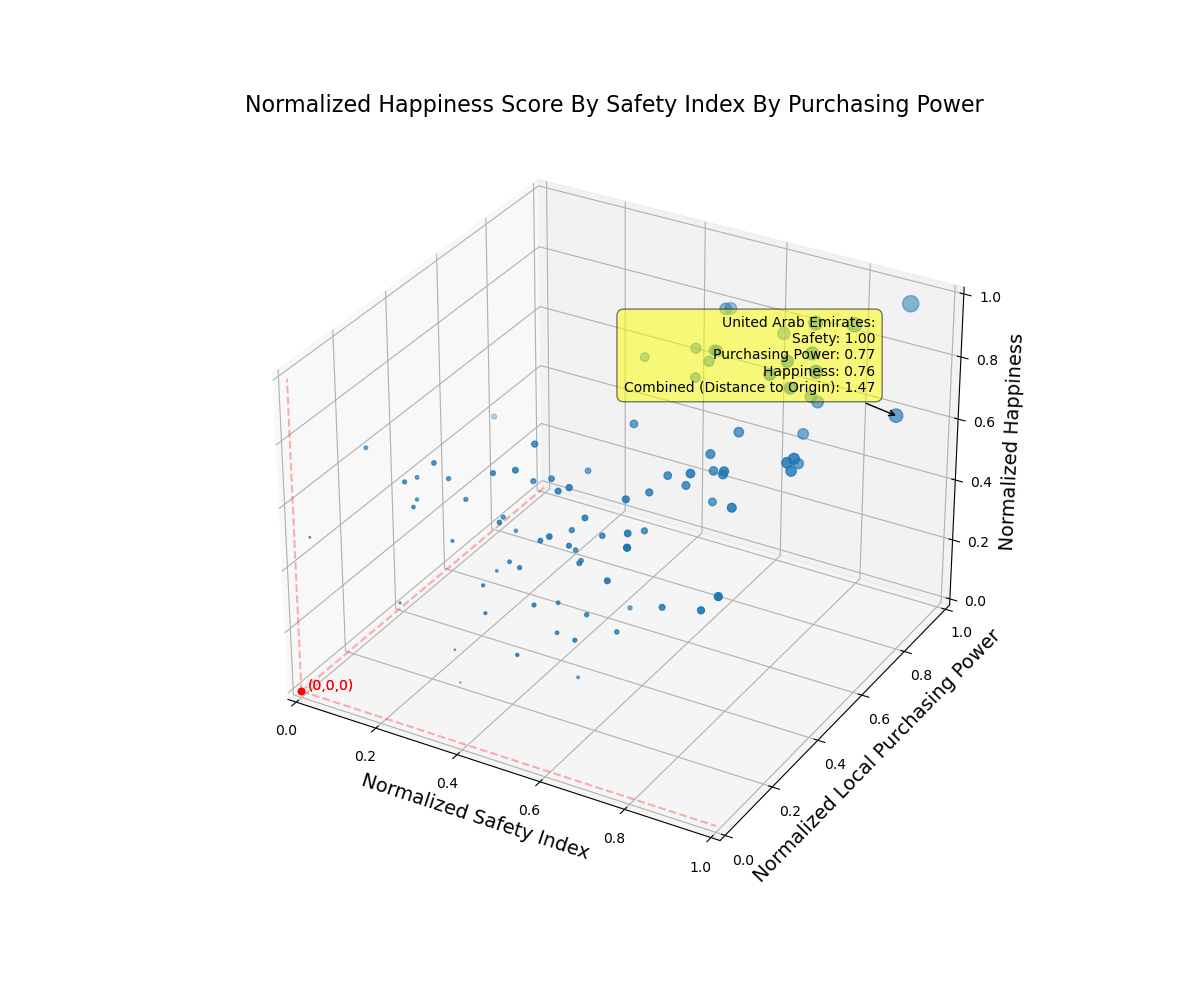 Normalized Happiness Score By Safety Index By Purchasing Power
United Arab Emirates:
Safety: 1.00
Purchasing Power: 0.77
Happiness: 0.76
Combined (Distance to Origin): 1.47
(0,0,0)
0.0
0.2
0.4
0.6
0.8
1.0
Normalized Safety Index
0.0
0.2
0.4
0.6
0.8
1.0
Normalized Local Purchasing Power
0.0
0.2
0.4
0.6
0.8
1.0
Normalized Happiness